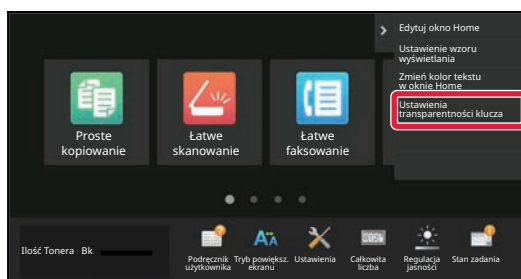 Edytuj okno Home
Ustawienie wzoru
wyświetlania
Zmień kolor tekstu
w oknie Home
Ustawienia
transparentności klucza
Proste
kopiowanie
Łatwe
skanowanie
Łatwe
faksowanie
Ilość Tonera Bk
Podręcznik
użytkownika
Tryb powiększ.
ekranu
Ustawienia
Całkowita
liczba
Regulacja
jasności
Stan zadania